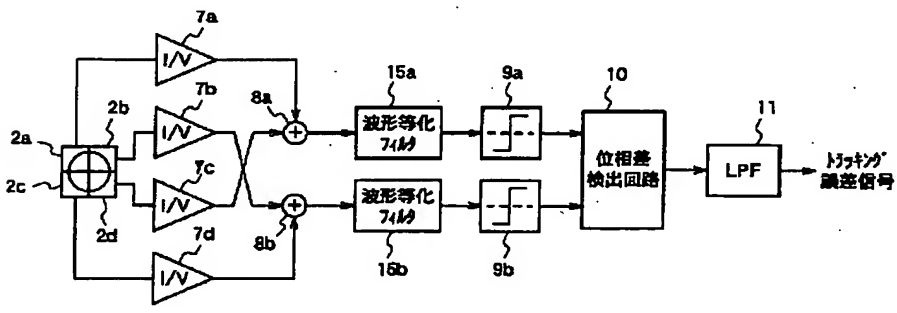 7a
I/V
7b
I/V
2b
2a
2c
2d
7c
I/V
7d
I/V
8a
+
8b
+
15a
波形等化
フィルタ
9a
波形等化
フィルタ
15b
9b
10
位相差
検出回路
11
LPF
トラッキング
誤差信号